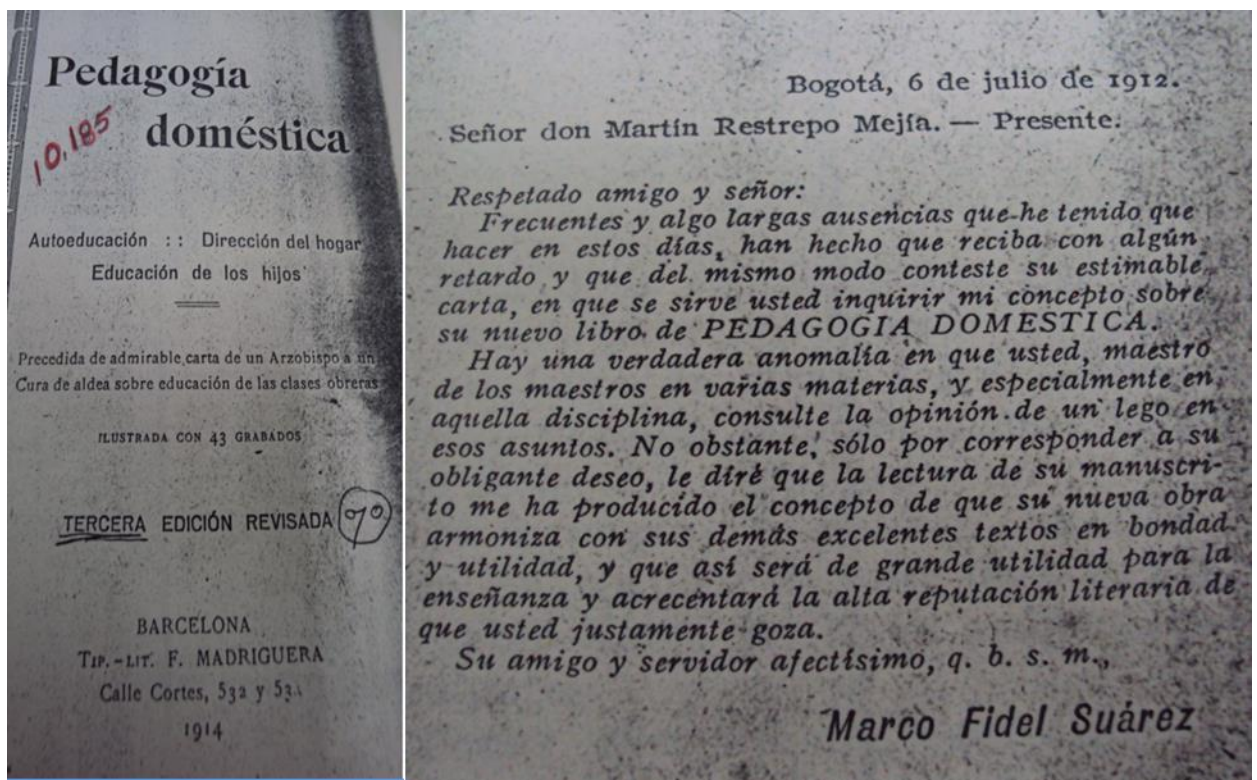 Pedagogía
doméstica
10.185
Autoeducación :: Dirección del hogar
Educación de los hijos
Precedida de admirable carta de un Arzobispo a un
Cura de aldea sobre educación de las clases obreras
ILUSTRADA CON 43 GRABADOS
TERCERA EDICIÓN REVISADA
BARCELONA
TIP.-LIT. F. MADRIGUERA
Calle Cortes, 532 y
1914
Bogotá, 6 de julio de 1912.
Señor don Martín Restrepo Mejía. — Presente.
Respetado amigo y señor:
Frecuentes y algo largas ausencias que he tenido que
hacer en estos días, han hecho que reciba con algún
retardo y que del mismo modo conteste su estimable
carta, en que se sirve usted inquirir mi concepto sobre
su nuevo libro de PEDAGOGIA DOMESTICA.
Hay una verdadera anomalía en que usted, maestro
de los maestros en varias materias, y especialmente en
aquella disciplina, consulte la opinión de un lego en
esos asuntos. No obstante, sólo por corresponder a su
obligante deseo, le diré que la lectura de su manuscri-
to me ha producido el concepto de que su nueva obra
armoniza con sus demás excelentes textos en bondad
y utilidad, y que así será de grande utilidad para la
enseñanza y acrecentará la alta reputación literaria de
que usted justamente goza.
Su amigo y servidor afectísimo, q. b. s. m.,
Marco Fidel Suárez